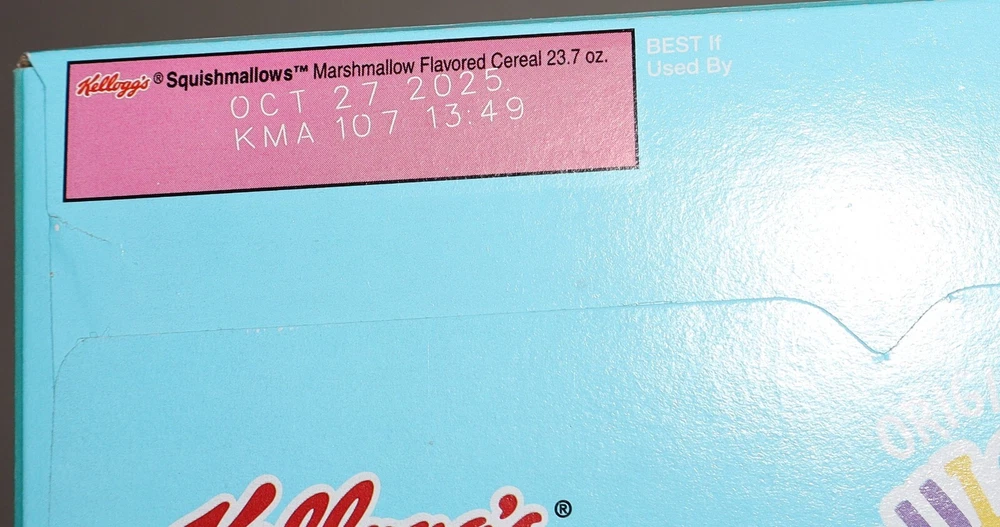 Kellogg's® Squishmallows™ Marshmallow Flavored Cereal 23.7 oz.
OCT 27 2025
KMA 107 13:49
BEST If
Used By
Kellogg's®